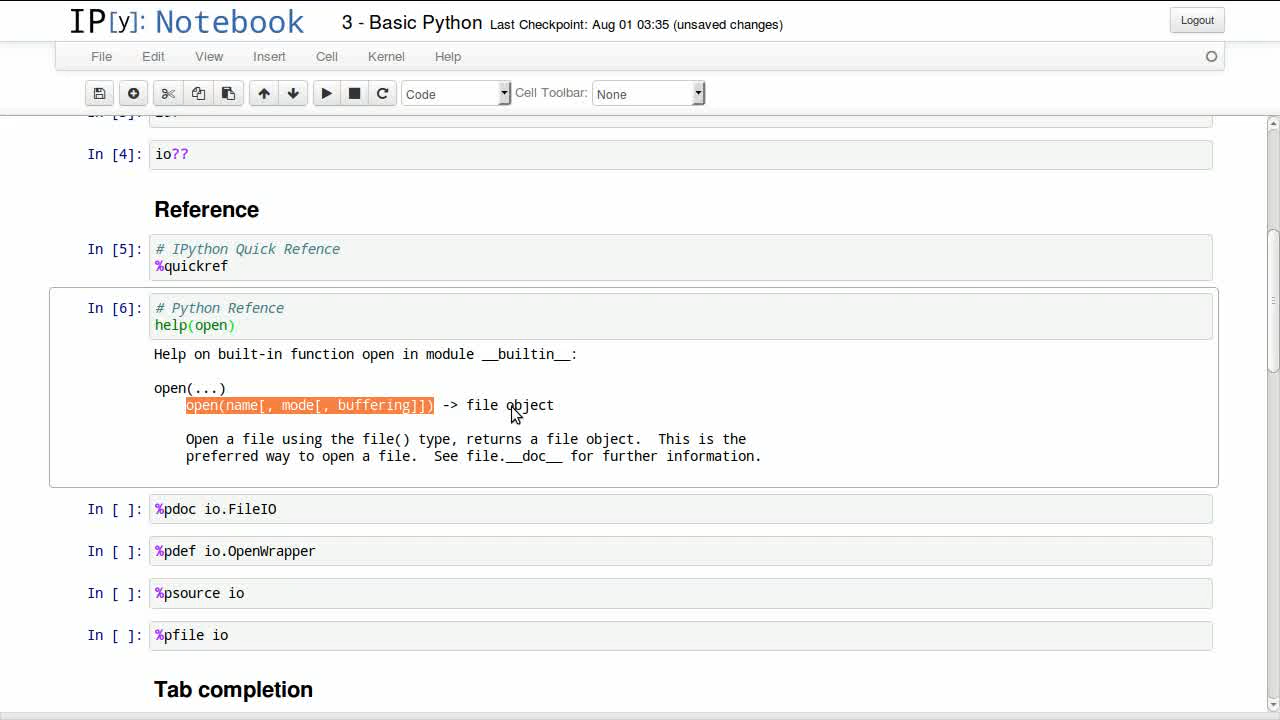 IP[y]: Notebook 3 - Basic Python Last Checkpoint: Aug 01 03:35 (unsaved changes) Logout
File Edit View Insert Cell Kernel Help
Code Cell Toolbar: None
In [4]: io??
Reference
In [5]: # IPython Quick Refence
%quickref
In [6]: # Python Refence
help(open)
Help on built-in function open in module __builtin__:
open(...)
open(name[, mode[, buffering]]) -> file object
Open a file using the file() type, returns a file object. This is the
preferred way to open a file. See file.__doc__ for further information.
In [ ]: %pdoc io.FileIO
In [ ]: %pdef io.OpenWrapper
In [ ]: %psource io
In [ ]: %pfile io
Tab completion